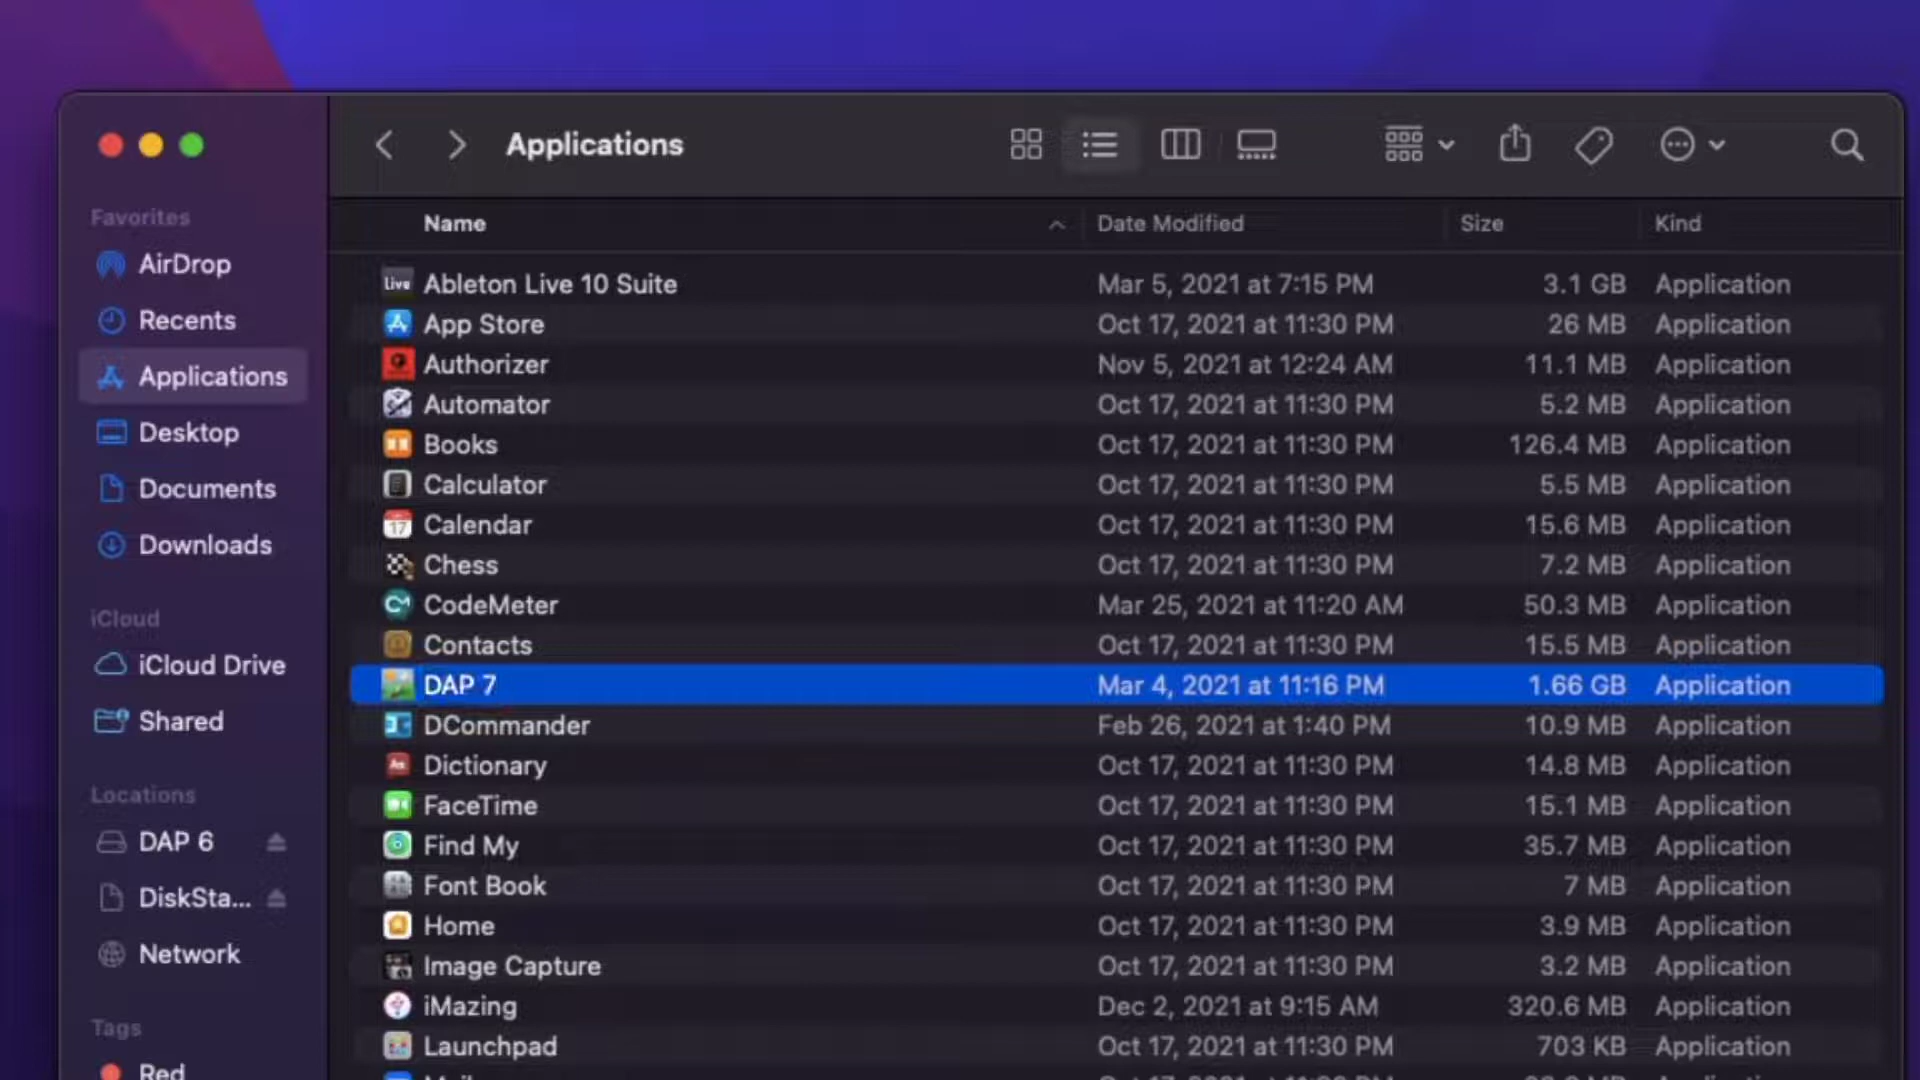 Applications
Favorites
AirDrop
Recents
Applications
Desktop
Documents
Downloads
iCloud
iCloud Drive
Shared
Locations
DAP 6
DiskSta...
Network
Tags
Red
Name Date Modified Size Kind
Live Ableton Live 10 Suite Mar 5, 2021 at 7:15 PM 3.1 GB Application
App Store Oct 17, 2021 at 11:30 PM 26 MB Application
Authorizer Nov 5, 2021 at 12:24 AM 11.1 MB Application
Automator Oct 17, 2021 at 11:30 PM 5.2 MB Application
Books Oct 17, 2021 at 11:30 PM 126.4 MB Application
Calculator Oct 17, 2021 at 11:30 PM 5.5 MB Application
17 Calendar Oct 17, 2021 at 11:30 PM 15.6 MB Application
Chess Oct 17, 2021 at 11:30 PM 7.2 MB Application
CodeMeter Mar 25, 2021 at 11:20 AM 50.3 MB Application
Contacts Oct 17, 2021 at 11:30 PM 15.5 MB Application
DAP 7 Mar 4, 2021 at 11:16 PM 1.66 GB Application
DCommander Feb 26, 2021 at 1:40 PM 10.9 MB Application
Aa Dictionary Oct 17, 2021 at 11:30 PM 14.8 MB Application
FaceTime Oct 17, 2021 at 11:30 PM 15.1 MB Application
Find My Oct 17, 2021 at 11:30 PM 35.7 MB Application
Font Book Oct 17, 2021 at 11:30 PM 7 MB Application
Home Oct 17, 2021 at 11:30 PM 3.9 MB Application
Image Capture Oct 17, 2021 at 11:30 PM 3.2 MB Application
iMazing Dec 2, 2021 at 9:15 AM 320.6 MB Application
Launchpad Oct 17, 2021 at 11:30 PM 703 KB Application